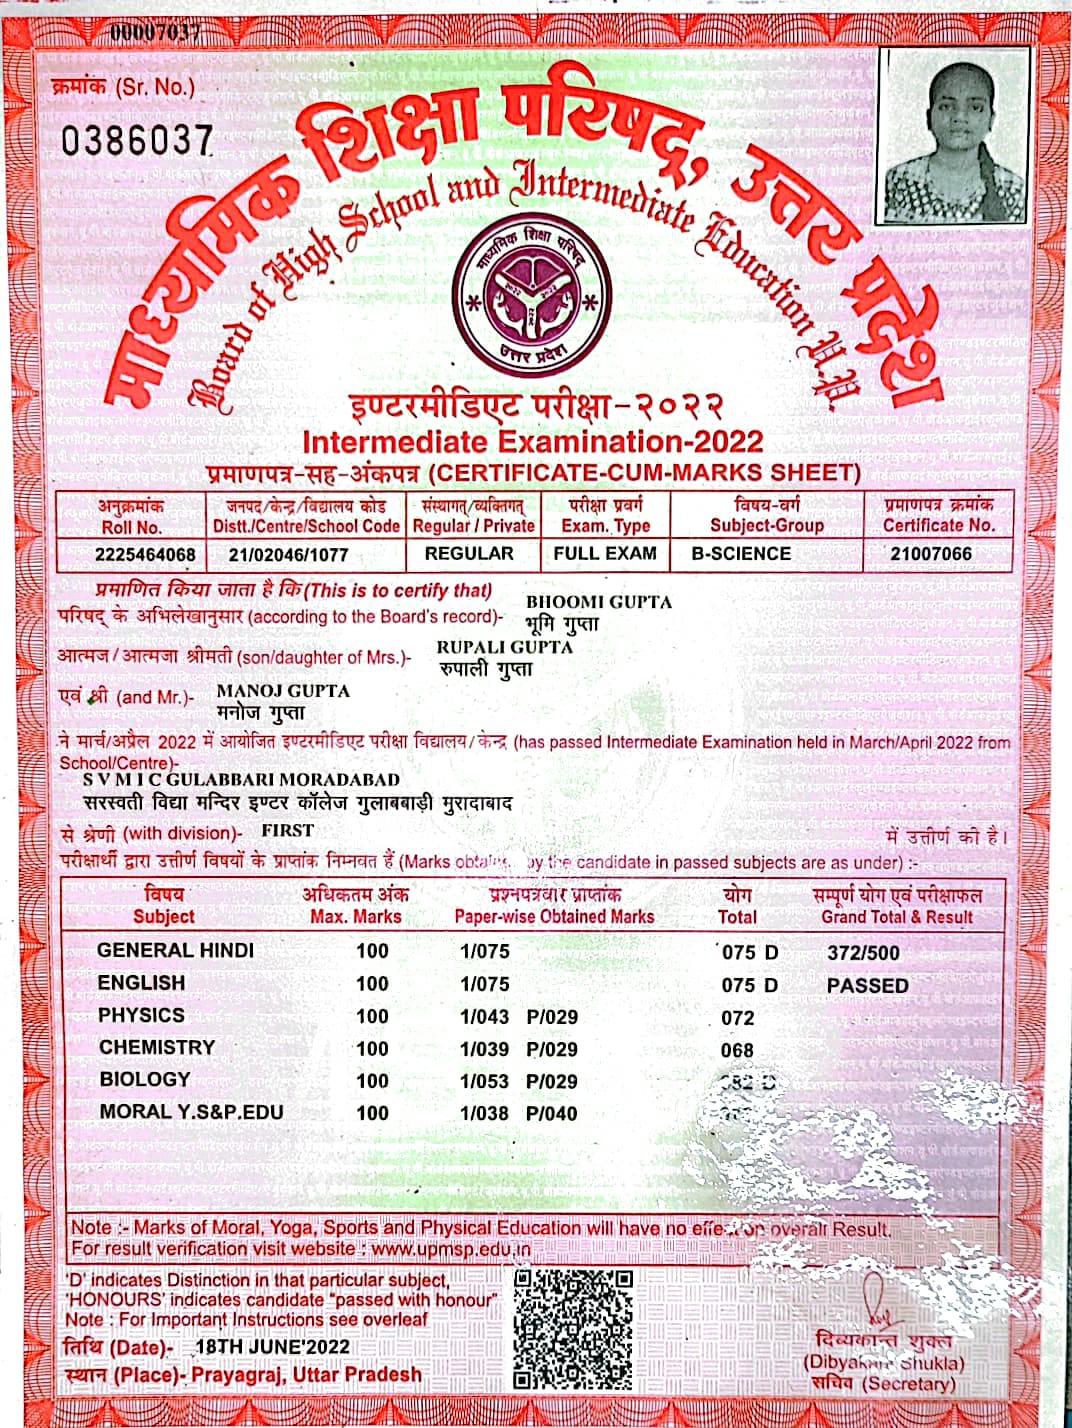 00007037
क्रमांक (Sr. No.)
0386037
माध्यमिक शिक्षा परिषद्, उत्तर प्रदेश
Board of High School and Intermediate Education U.P.
माध्यमिक शिक्षा परिषद
उत्तर प्रदेश
इण्टरमीडिएट परीक्षा-२०२२
Intermediate Examination-2022
प्रमाणपत्र-सह-अंकपत्र (CERTIFICATE-CUM-MARKS SHEET)
अनुक्रमांक जनपद/केन्द्र/विद्यालय कोड संस्थागत/व्यक्तिगत परीक्षा प्रवर्ग विषय-वर्ग प्रमाणपत्र क्रमांक
Roll No. Distt./Centre/School Code Regular / Private Exam. Type Subject-Group Certificate No.
2225464068 21/02046/1077 REGULAR FULL EXAM B-SCIENCE 21007066
प्रमाणित किया जाता है कि (This is to certify that)
परिषद् के अभिलेखानुसार (according to the Board's record)- BHOOMI GUPTA
भूमि गुप्ता
आत्मज/आत्मजा श्रीमती (son/daughter of Mrs.)- RUPALI GUPTA
रुपाली गुप्ता
एवं श्री (and Mr.)- MANOJ GUPTA
मनोज गुप्ता
ने मार्च/अप्रैल 2022 में आयोजित इण्टरमीडिएट परीक्षा विद्यालय/केन्द्र (has passed Intermediate Examination held in March/April 2022 from
School/Centre)-
S V M I C GULABBARI MORADABAD
सरस्वती विद्या मन्दिर इण्टर कॉलेज गुलाबबाड़ी मुरादाबाद
से श्रेणी (with division)- FIRST में उत्तीर्ण की है।
परीक्षार्थी द्वारा उत्तीर्ण विषयों के प्राप्तांक निम्नवत हैं (Marks by the candidate in passed subjects are as under) :-
विषय अधिकतम अंक प्रश्नपत्रवार प्राप्तांक योग सम्पूर्ण योग एवं परीक्षाफल
Subject Max. Marks Paper-wise Obtained Marks Total Grand Total & Result
GENERAL HINDI 100 1/075 075 D 372/500
ENGLISH 100 1/075 075 D PASSED
PHYSICS 100 1/043 P/029 072
CHEMISTRY 100 1/039 P/029 068
BIOLOGY 100 1/053 P/029 082 D
MORAL Y.S&P.EDU 100 1/038 P/040
Note :- Marks of Moral, Yoga, Sports and Physical Education will have no effect on overall Result.
For result verification visit website : www.upmsp.edu.in
'D' indicates Distinction in that particular subject,
'HONOURS' indicates candidate "passed with honour"
Note : For Important Instructions see overleaf
तिथि (Date)- 18TH JUNE'2022
स्थान (Place)- Prayagraj, Uttar Pradesh
दिव्यकान्त शुक्ल
(Dibyakant Shukla)
सचिव (Secretary)